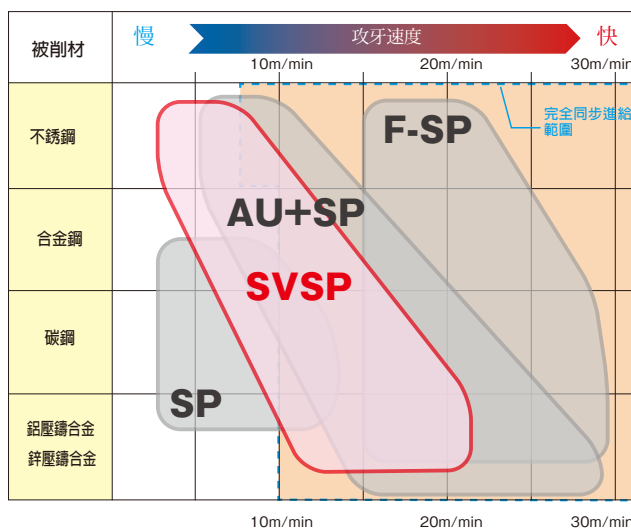 被削材
慢
攻牙速度
快
10m/min
20m/min
30m/min
完全同步進給
範圍
不銹鋼
F-SP
AU+SP
合金鋼
SVSP
碳鋼
SP
鋁壓鑄合金
鋅壓鑄合金
10m/min
20m/min
30m/min